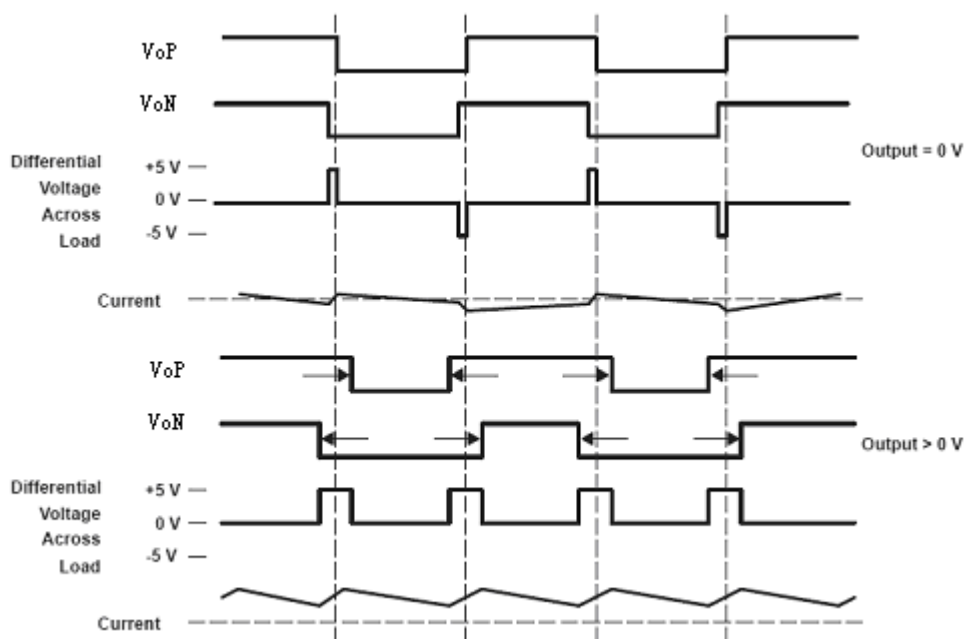 VoP
VoN
Output = 0 V
Differential
Voltage
Across
Load
+5 V
0 V
-5 V
Current
VoP
VoN
Output > 0 V
Differential
Voltage
Across
Load
+5 V
0 V
-5 V
Current